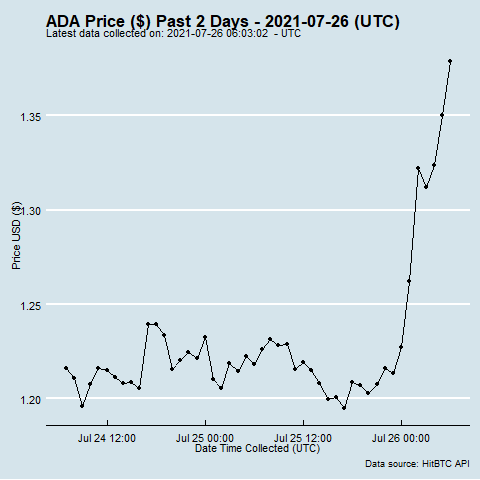 ADA Price ($) Past 2 Days - 2021-07-26 (UTC)
Latest data collected on: 2021-07-26 06:03:02 - UTC
1.35
1.30
1.25
1.20
Price USD ($)
Jul 24 12:00 Jul 25 00:00 Jul 25 12:00 Jul 26 00:00
Date Time Collected (UTC)
Data source: HitBTC API